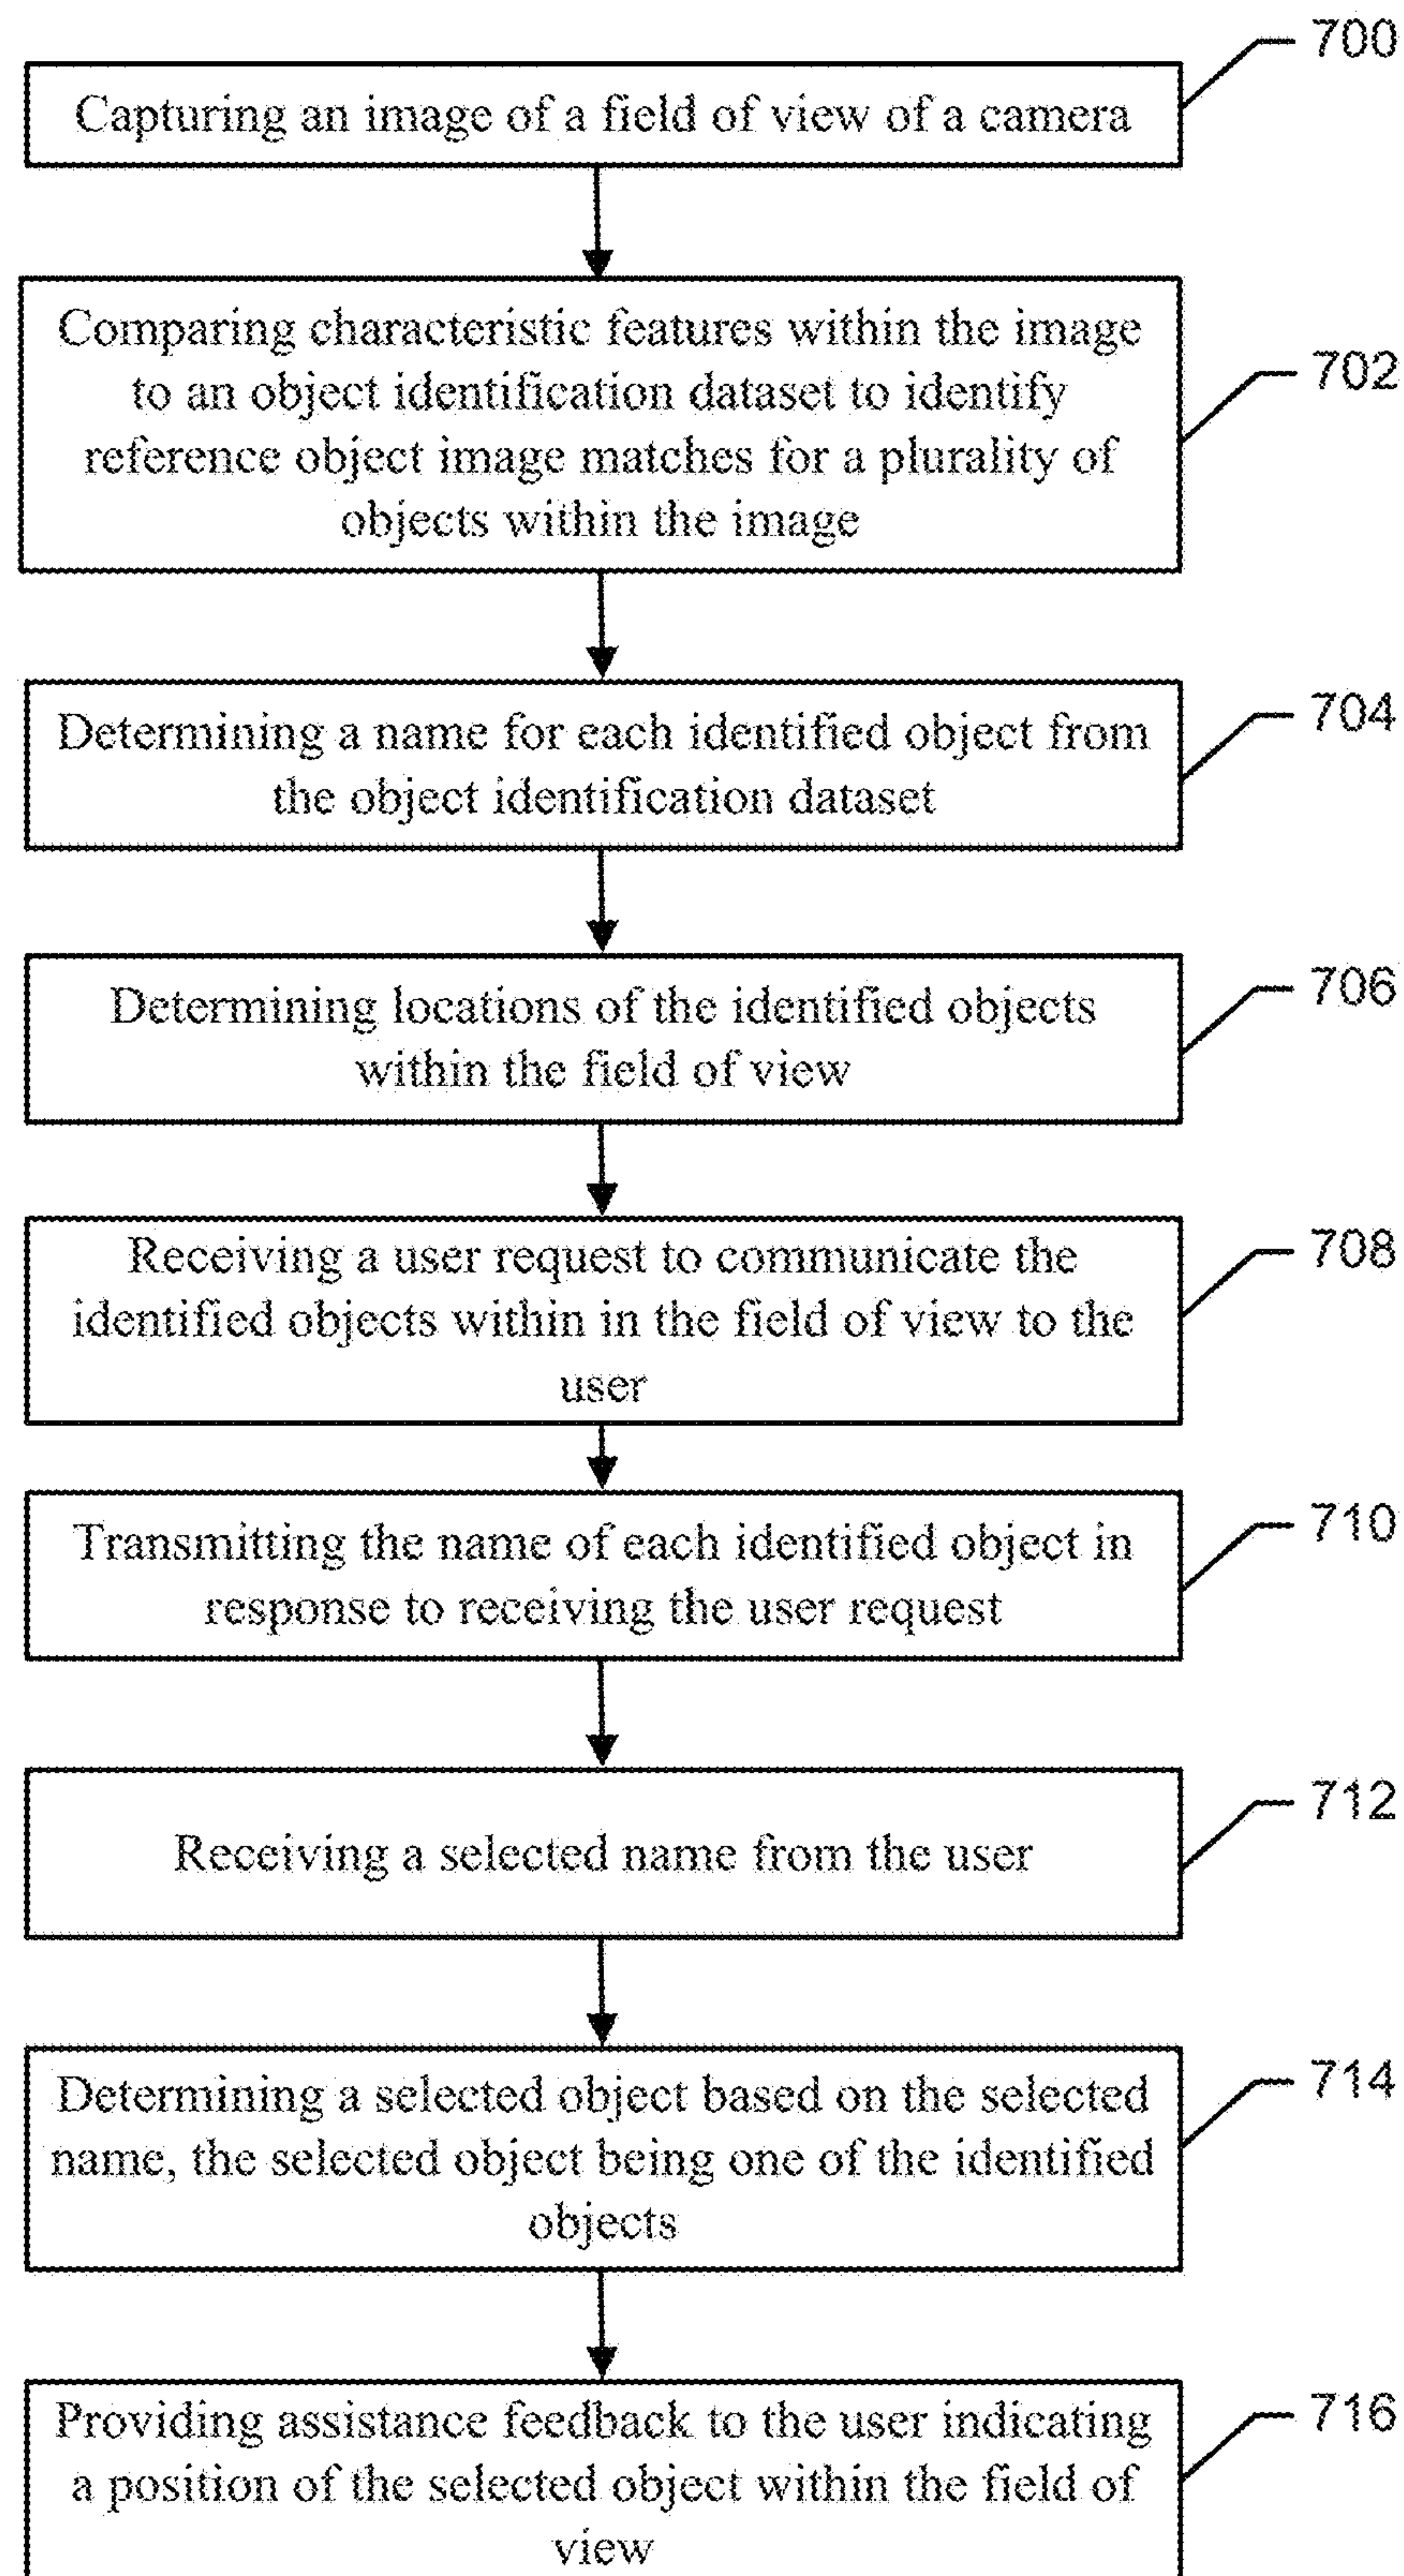 700
Capturing an image of a field of view of a camera
Comparing characteristic features within the image
to an object identification dataset to identify
reference object image matches for a plurality of
objects within the image
702
Determining a name for each identified object from
the object identification dataset
704
Determining locations of the identified objects
within the field of view
706
Receiving a user request to communicate the
identified objects within in the field of view to the
user
708
Transmitting the name of each identified object in
response to receiving the user request
710
Receiving a selected name from the user
712
Determining a selected object based on the selected
name, the selected object being one of the identified
objects
714
Providing assistance feedback to the user indicating
a position of the selected object within the field of
view
716